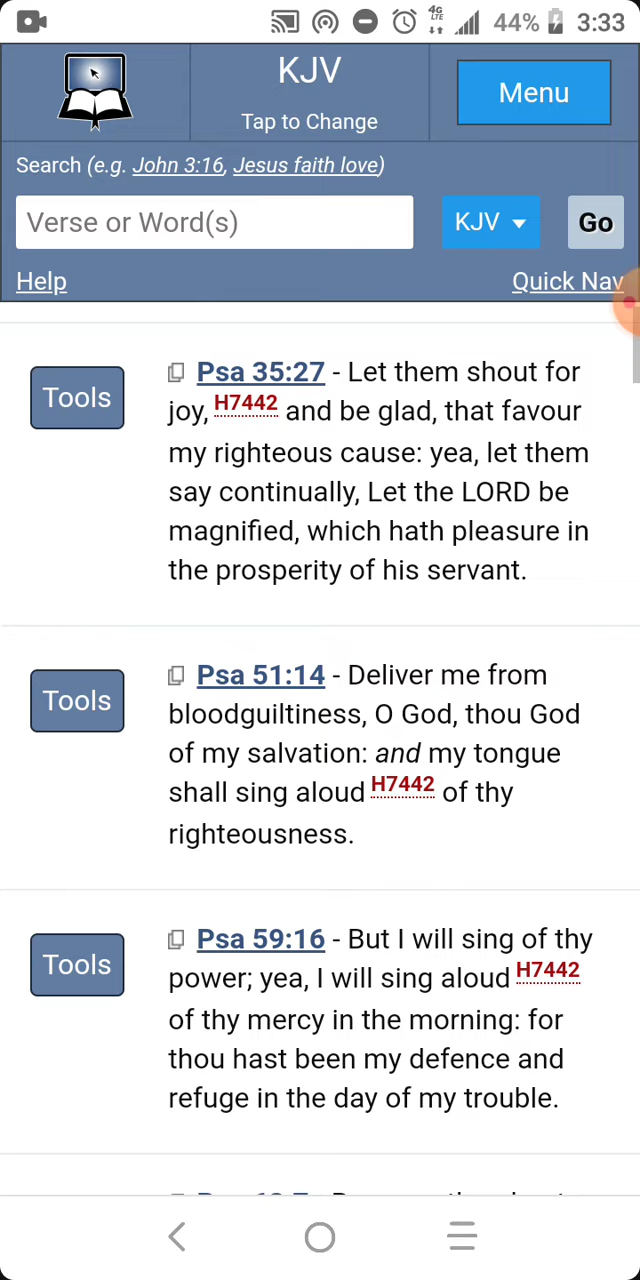 4G
LTE
44%
3:33
KJV
Tap to Change
Menu
Search (e.g. John 3:16, Jesus faith love)
Verse or Word(s)
KJV
Go
Help
Quick Nav
Tools
Psa 35:27 - Let them shout for
joy, H7442 and be glad, that favour
my righteous cause: yea, let them
say continually, Let the LORD be
magnified, which hath pleasure in
the prosperity of his servant.
Tools
Psa 51:14 - Deliver me from
bloodguiltiness, O God, thou God
of my salvation: and my tongue
shall sing aloud H7442 of thy
righteousness.
Tools
Psa 59:16 - But I will sing of thy
power; yea, I will sing aloud H7442
of thy mercy in the morning: for
thou hast been my defence and
refuge in the day of my trouble.